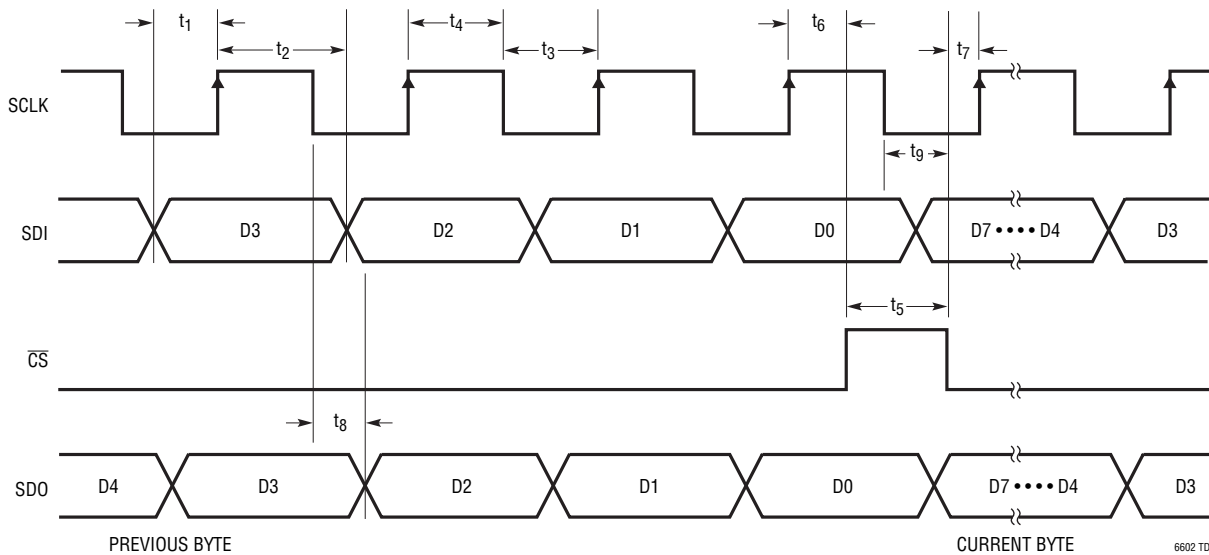 t1
t4
t6
t2
t3
t7
SCLK
t9
SDI
D3
D2
D1
D0
D7 •••• D4
D3
t5
CS
t8
SDO
D4
D3
D2
D1
D0
D7 •••• D4
D3
PREVIOUS BYTE
CURRENT BYTE
6602 TD